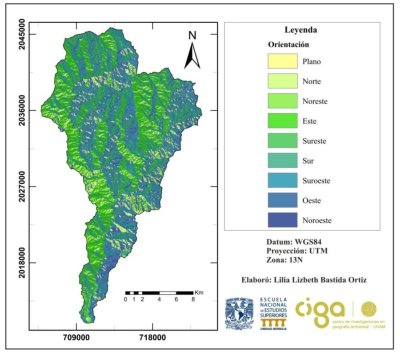 Leyenda
Orientación
Plano
Norte
Noreste
Este
Sureste
Sur
Suroeste
Oeste
Noroeste
N
2045000
2036000
2027000
2018000
709000
718000
0 1 2 4 6 8
Km
Datum: WGS84
Proyección: UTM
Zona: 13N
Elaboró: Lilia Lizbeth Bastida Ortiz
ESCUELA
NACIONAL
DE ESTUDIOS
SUPERIORES
ciga
centro de investigaciones en
geografía ambiental - UNAM